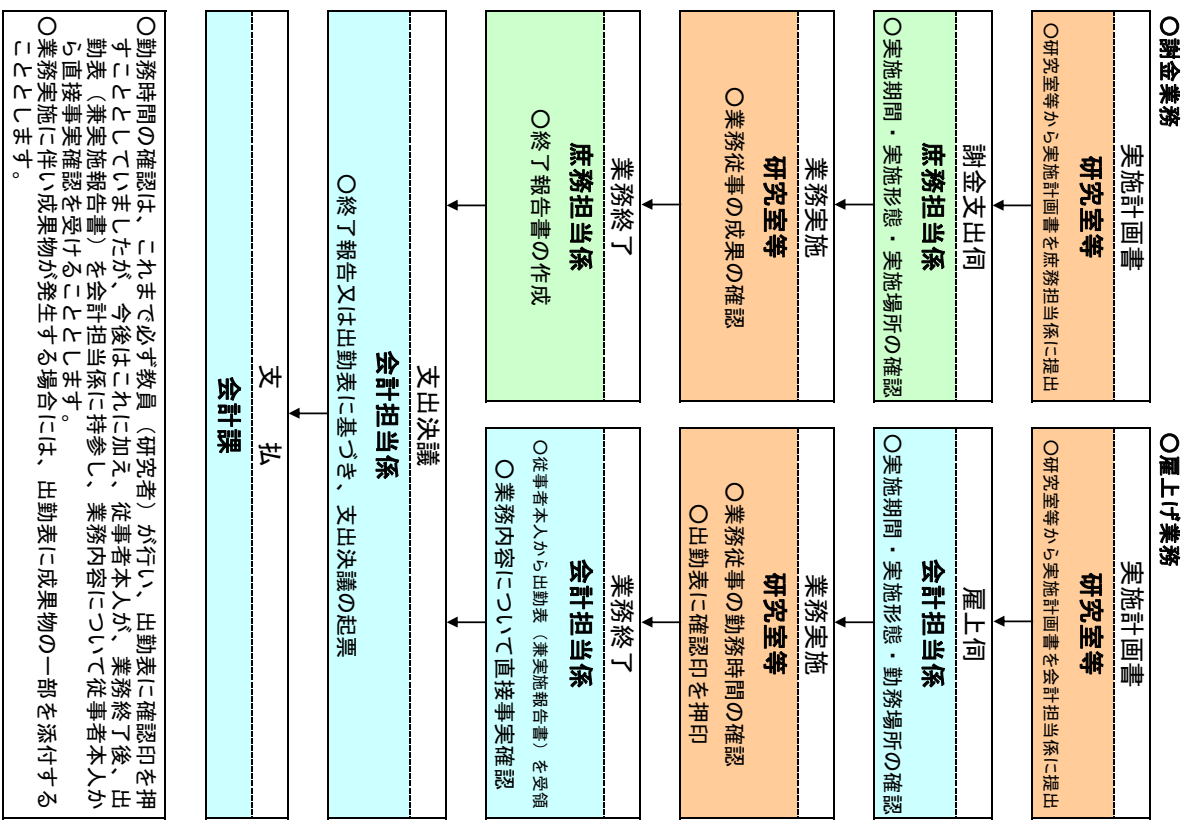 ○謝金業務
実施計画書
研究室等
○研究室等から実施計画書を庶務担当係に提出
謝金支出伺
庶務担当係
○実施期間・実施形態・実施場所の確認
業務実施
研究室等
○業務従事の成果の確認
業務終了
庶務担当係
○終了報告書の作成
○雇上げ業務
実施計画書
研究室等
○研究室等から実施計画書を会計担当係に提出
雇上伺
会計担当係
○実施期間・実施形態・勤務場所の確認
業務実施
研究室等
○業務従事の勤務時間の確認
○出勤表に確認印を押印
業務終了
会計担当係
○従事者本人から出勤表（兼実施報告書）を受領
○業務内容について直接事実確認
支出決議
会計担当係
○終了報告又は出勤表に基づき、支出決議の起票
支　払
会計課
○勤務時間の確認は、これまで必ず教員（研究者）が行い、出勤表に確認印を押
すこととしていましたが、今後はこれに加え、従事者本人が、業務終了後、出
勤表（兼実施報告書）を会計担当係に持参し、業務内容について従事者本人か
ら直接事実確認を受けることとします。
○業務実施に伴い成果物が発生する場合には、出勤表に成果物の一部を添付する
こととします。